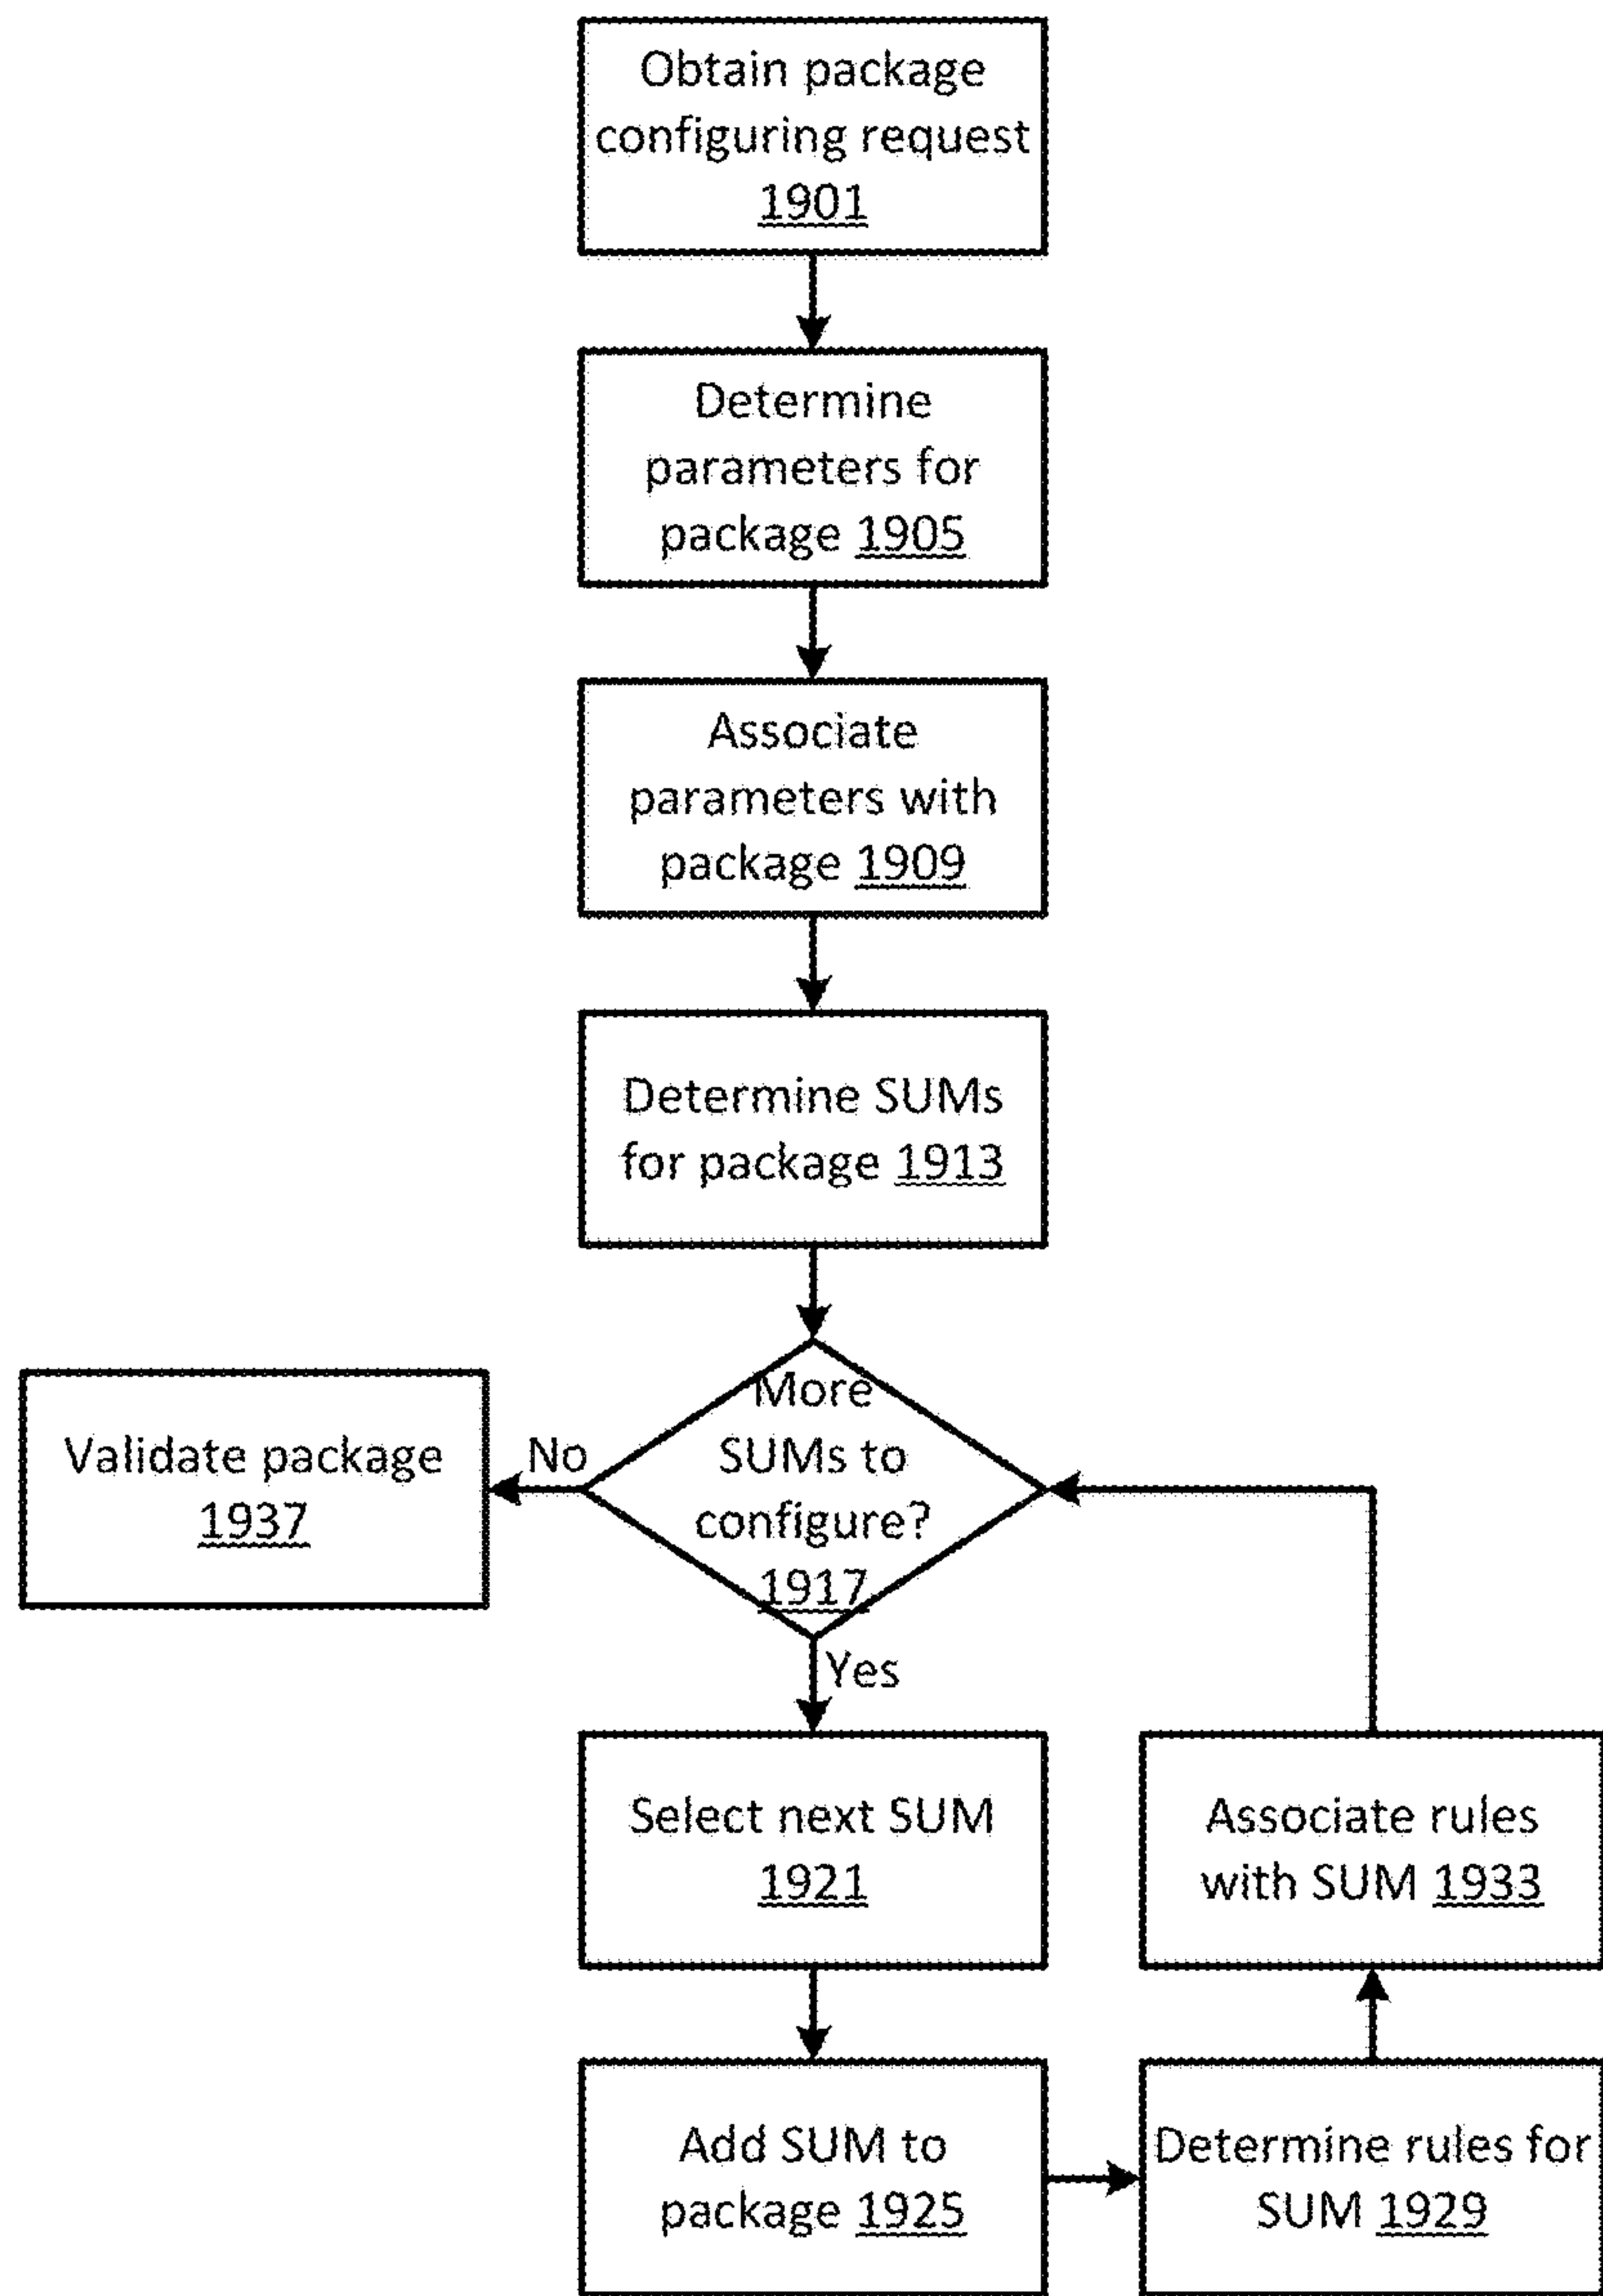 Obtain package
configuring request
1901
Determine
parameters for
package 1905
Associate
parameters with
package 1909
Determine SUMs
for package 1913
More
SUMs to
configure?
1917
No
Validate package
1937
Yes
Select next SUM
1921
Associate rules
with SUM 1933
Add SUM to
package 1925
Determine rules for
SUM 1929